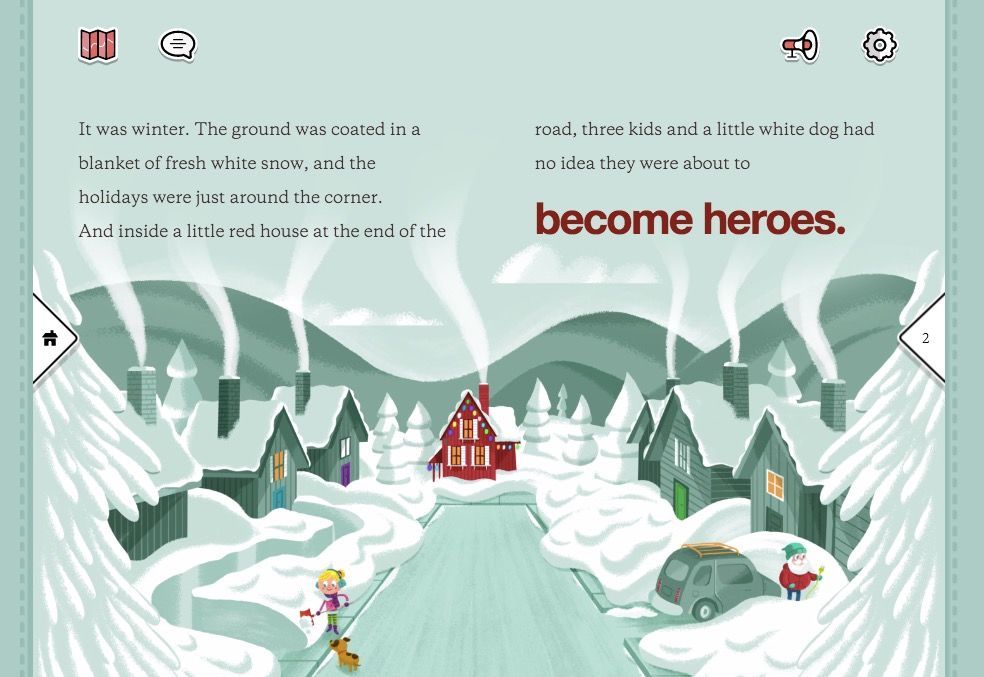 It was winter. The ground was coated in a
blanket of fresh white snow, and the
holidays were just around the corner.
And inside a little red house at the end of the
road, three kids and a little white dog had
no idea they were about to
become heroes.
2